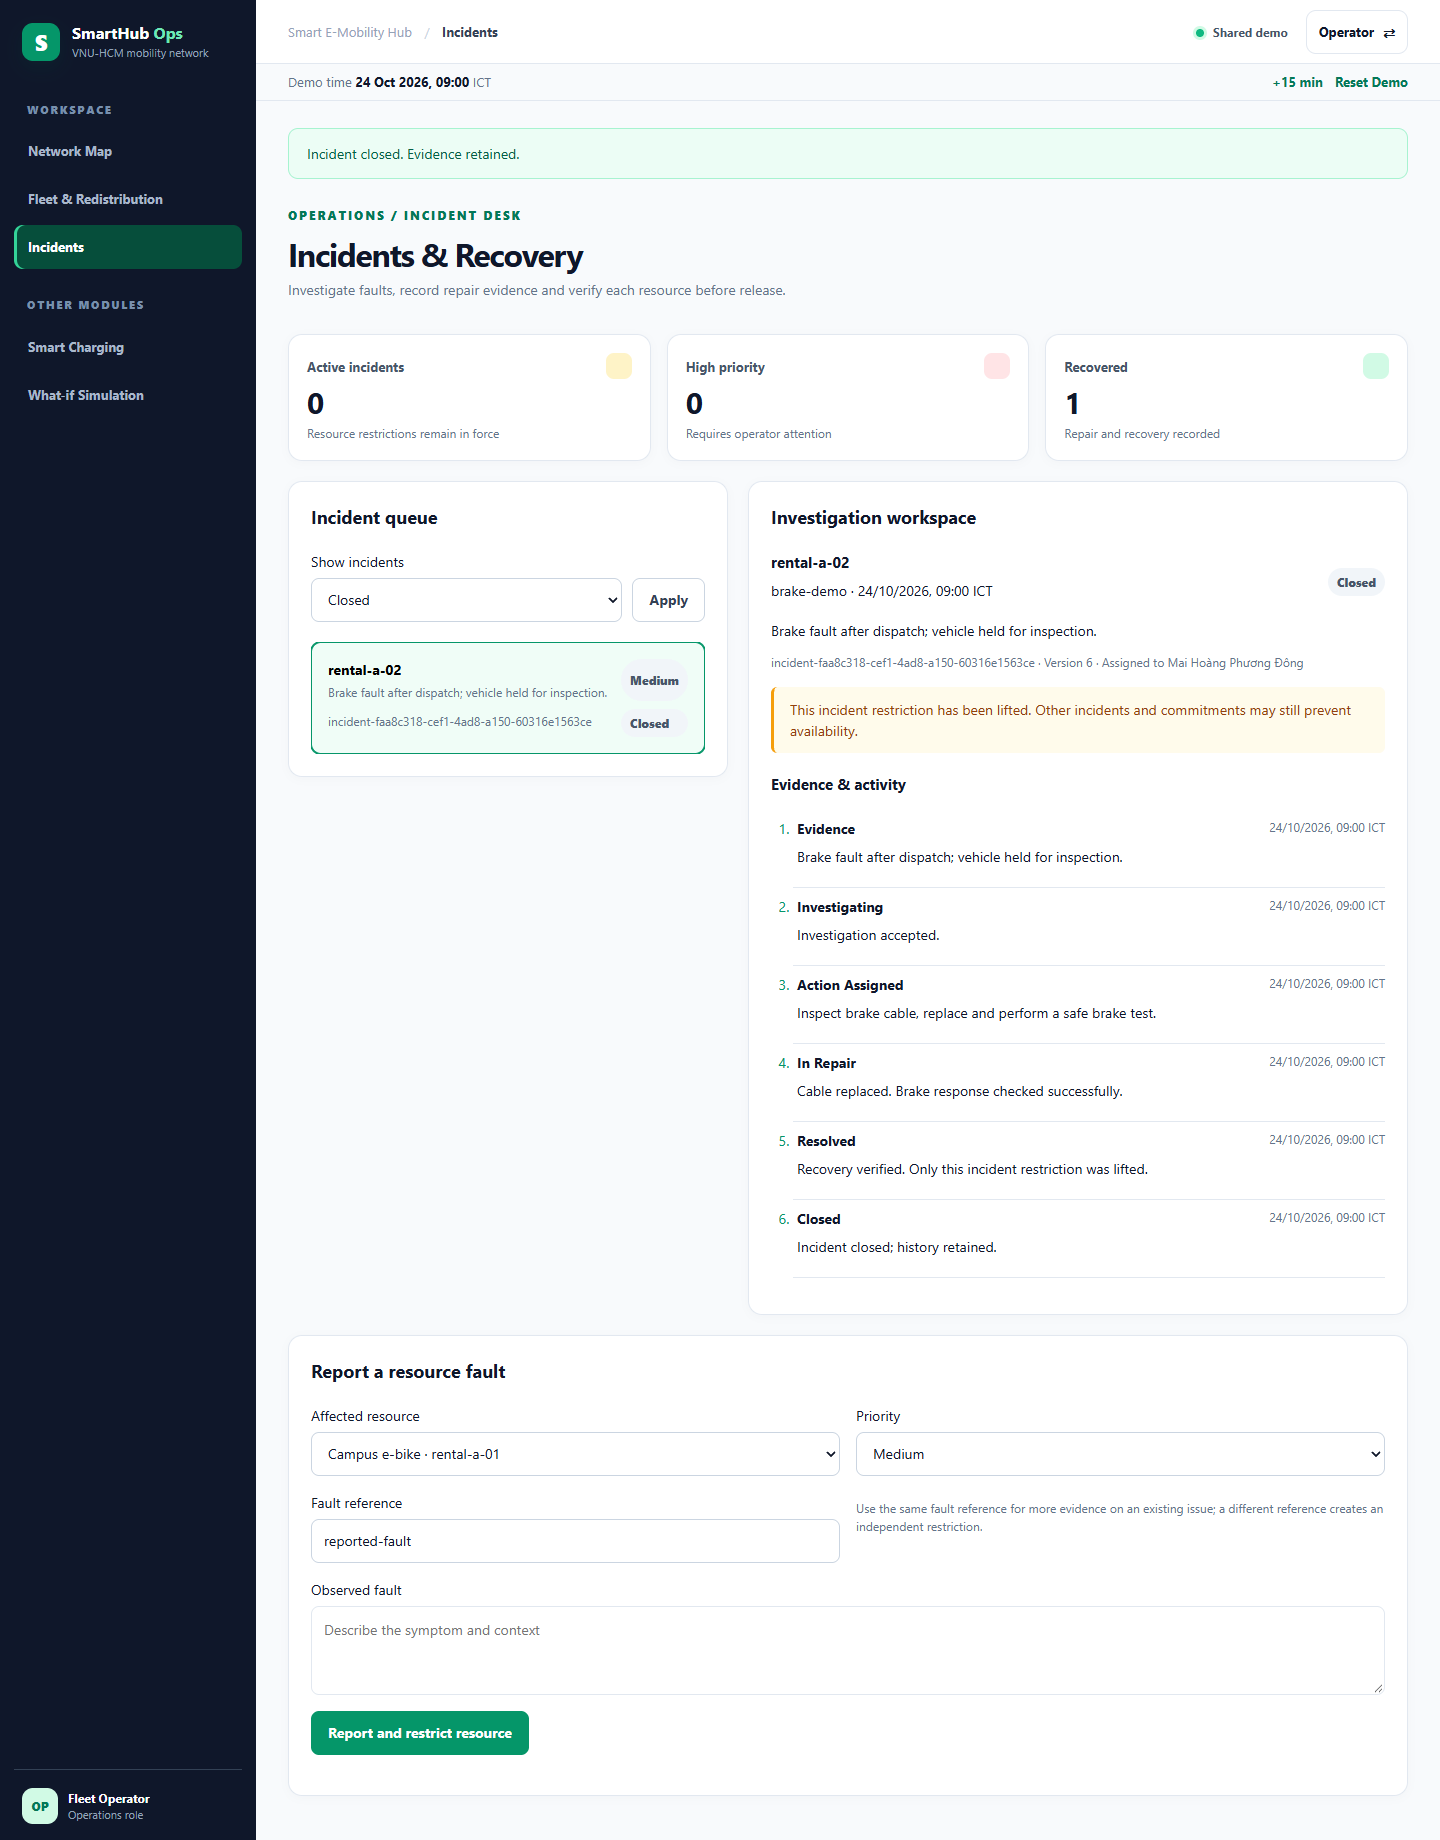 S
SmartHub Ops
VNU-HCM mobility network
WORKSPACE
Network Map
Fleet & Redistribution
Incidents
OTHER MODULES
Smart Charging
What-if Simulation
OP
Fleet Operator
Operations role
Smart E-Mobility Hub / Incidents
Shared demo
Operator ⇄
Demo time 24 Oct 2026, 09:00 ICT
+15 min
Reset Demo
Incident closed. Evidence retained.
OPERATIONS / INCIDENT DESK
Incidents & Recovery
Investigate faults, record repair evidence and verify each resource before release.
Active incidents
0
Resource restrictions remain in force
High priority
0
Requires operator attention
Recovered
1
Repair and recovery recorded
Incident queue
Show incidents
Closed
Apply
rental-a-02
Brake fault after dispatch; vehicle held for inspection.
incident-faa8c318-cef1-4ad8-a150-60316e1563ce
Medium
Closed
Investigation workspace
rental-a-02
brake-demo · 24/10/2026, 09:00 ICT
Closed
Brake fault after dispatch; vehicle held for inspection.
incident-faa8c318-cef1-4ad8-a150-60316e1563ce · Version 6 · Assigned to Mai Hoàng Phương Đông
This incident restriction has been lifted. Other incidents and commitments may still prevent
availability.
Evidence & activity
1. Evidence 24/10/2026, 09:00 ICT
Brake fault after dispatch; vehicle held for inspection.
2. Investigating 24/10/2026, 09:00 ICT
Investigation accepted.
3. Action Assigned 24/10/2026, 09:00 ICT
Inspect brake cable, replace and perform a safe brake test.
4. In Repair 24/10/2026, 09:00 ICT
Cable replaced. Brake response checked successfully.
5. Resolved 24/10/2026, 09:00 ICT
Recovery verified. Only this incident restriction was lifted.
6. Closed 24/10/2026, 09:00 ICT
Incident closed; history retained.
Report a resource fault
Affected resource
Campus e-bike · rental-a-01
Priority
Medium
Fault reference
reported-fault
Use the same fault reference for more evidence on an existing issue; a different reference creates an
independent restriction.
Observed fault
Describe the symptom and context
Report and restrict resource